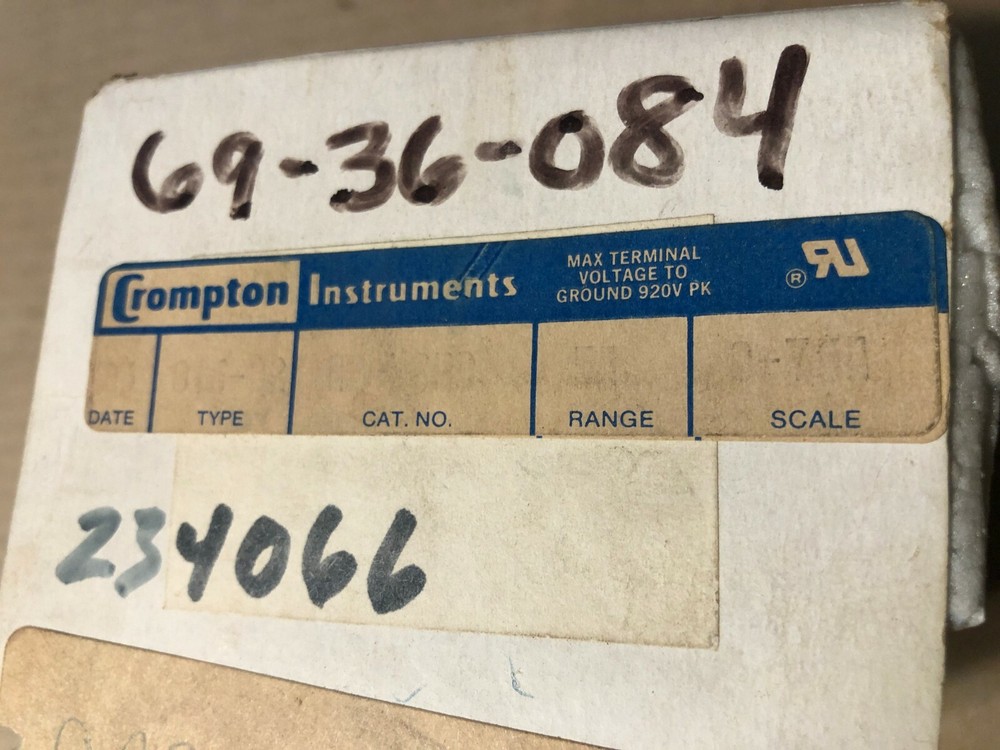 69-36-084
Crompton Instruments
MAX TERMINAL
VOLTAGE TO
GROUND 920V PK
®
DATE TYPE CAT. NO. RANGE SCALE
234066